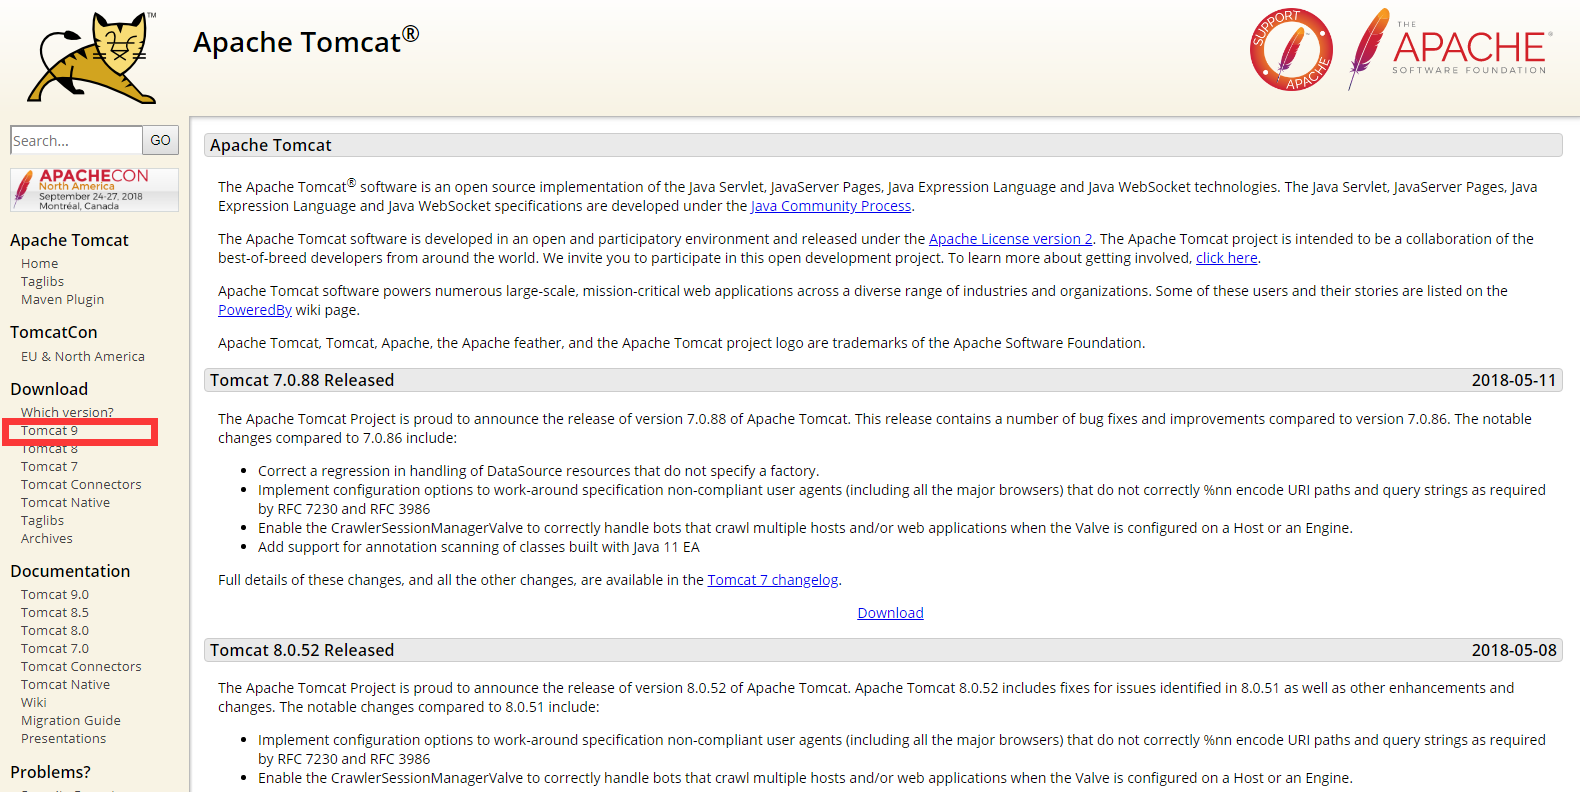 TM
Apache Tomcat®
SUPPORT APACHE
THE
APACHE®
SOFTWARE FOUNDATION
Search...
GO
APACHECON
North America
September 24-27, 2018
Montréal, Canada
Apache Tomcat
Home
Taglibs
Maven Plugin
TomcatCon
EU & North America
Download
Which version?
Tomcat 9
Tomcat 8
Tomcat 7
Tomcat Connectors
Tomcat Native
Taglibs
Archives
Documentation
Tomcat 9.0
Tomcat 8.5
Tomcat 8.0
Tomcat 7.0
Tomcat Connectors
Tomcat Native
Wiki
Migration Guide
Presentations
Problems?
Apache Tomcat
The Apache Tomcat® software is an open source implementation of the Java Servlet, JavaServer Pages, Java Expression Language and Java WebSocket technologies. The Java Servlet, JavaServer Pages, Java
Expression Language and Java WebSocket specifications are developed under the Java Community Process.
The Apache Tomcat software is developed in an open and participatory environment and released under the Apache License version 2. The Apache Tomcat project is intended to be a collaboration of the
best-of-breed developers from around the world. We invite you to participate in this open development project. To learn more about getting involved, click here.
Apache Tomcat software powers numerous large-scale, mission-critical web applications across a diverse range of industries and organizations. Some of these users and their stories are listed on the
PoweredBy wiki page.
Apache Tomcat, Tomcat, Apache, the Apache feather, and the Apache Tomcat project logo are trademarks of the Apache Software Foundation.
Tomcat 7.0.88 Released 2018-05-11
The Apache Tomcat Project is proud to announce the release of version 7.0.88 of Apache Tomcat. This release contains a number of bug fixes and improvements compared to version 7.0.86. The notable
changes compared to 7.0.86 include:
• Correct a regression in handling of DataSource resources that do not specify a factory.
• Implement configuration options to work-around specification non-compliant user agents (including all the major browsers) that do not correctly %nn encode URI paths and query strings as required
by RFC 7230 and RFC 3986
• Enable the CrawlerSessionManagerValve to correctly handle bots that crawl multiple hosts and/or web applications when the Valve is configured on a Host or an Engine.
• Add support for annotation scanning of classes built with Java 11 EA
Full details of these changes, and all the other changes, are available in the Tomcat 7 changelog.
Download
Tomcat 8.0.52 Released 2018-05-08
The Apache Tomcat Project is proud to announce the release of version 8.0.52 of Apache Tomcat. Apache Tomcat 8.0.52 includes fixes for issues identified in 8.0.51 as well as other enhancements and
changes. The notable changes compared to 8.0.51 include:
• Implement configuration options to work-around specification non-compliant user agents (including all the major browsers) that do not correctly %nn encode URI paths and query strings as required
by RFC 7230 and RFC 3986
• Enable the CrawlerSessionManagerValve to correctly handle bots that crawl multiple hosts and/or web applications when the Valve is configured on a Host or an Engine.